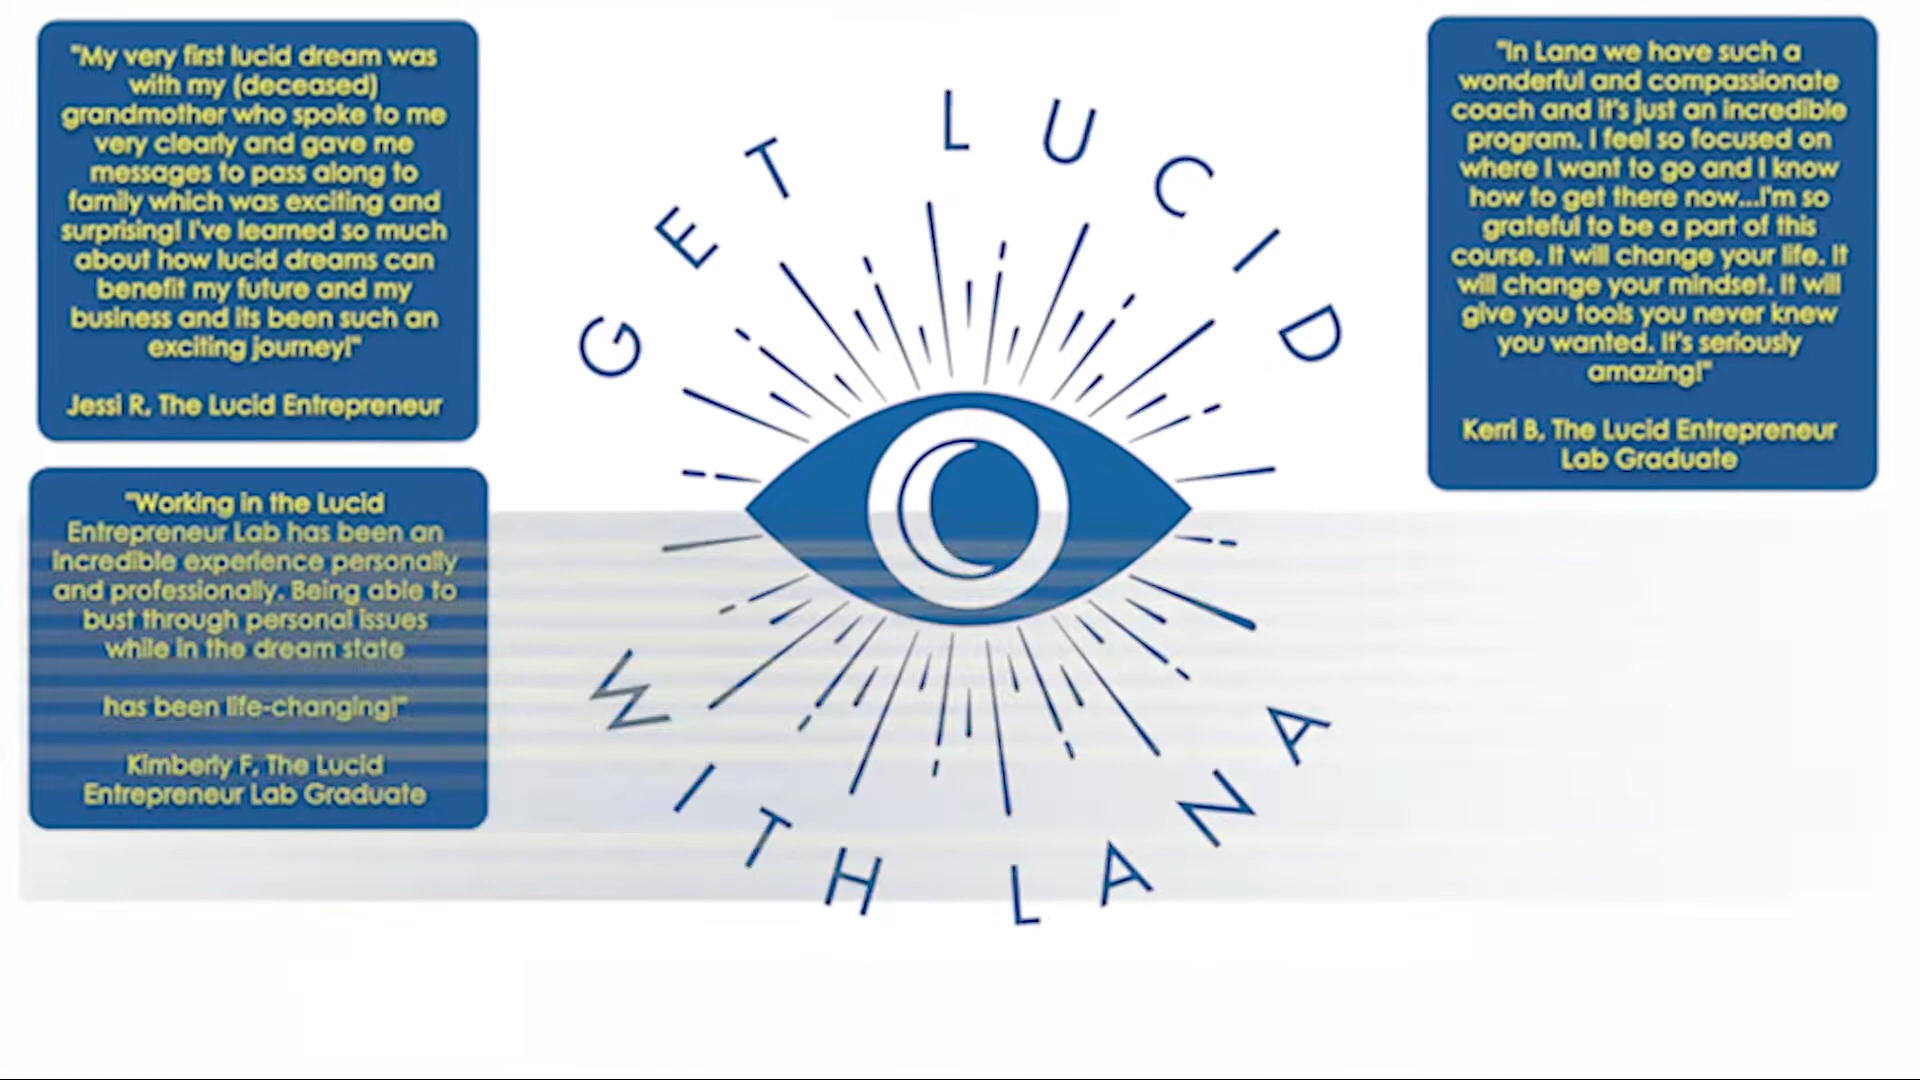 "My very first lucid dream was
with my (deceased)
grandmother who spoke to me
very clearly and gave me
messages to pass along to
family which was exciting and
surprising! I've learned so much
about how lucid dreams can
benefit my future and my
business and its been such an
exciting journey!"
Jessi R, The Lucid Entrepreneur
"Working in the Lucid
Entrepreneur Lab has been an
incredible experience personally
and professionally. Being able to
bust through personal issues
while in the dream state
has been life-changing!"
Kimberly F, The Lucid
Entrepreneur Lab Graduate
GET LUCID
WITH LANA
"In Lana we have such a
wonderful and compassionate
coach and it's just an incredible
program. I feel so focused on
where I want to go and I know
how to get there now...I'm so
grateful to be a part of this
course. It will change your life. It
will change your mindset. It will
give you tools you never knew
you wanted. It's seriously
amazing!"
Kerri B, The Lucid Entrepreneur
Lab Graduate